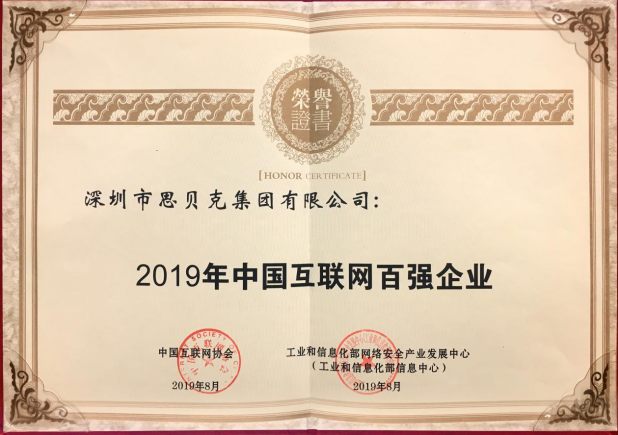 榮譽
證書
[HONOR CERTIFICATE]
深圳市思贝克集团有限公司:
2019年中国互联网百强企业
中国互联网协会
工业和信息化部网络安全产业发展中心
(工业和信息化部信息中心)
2019年8月
2019年8月